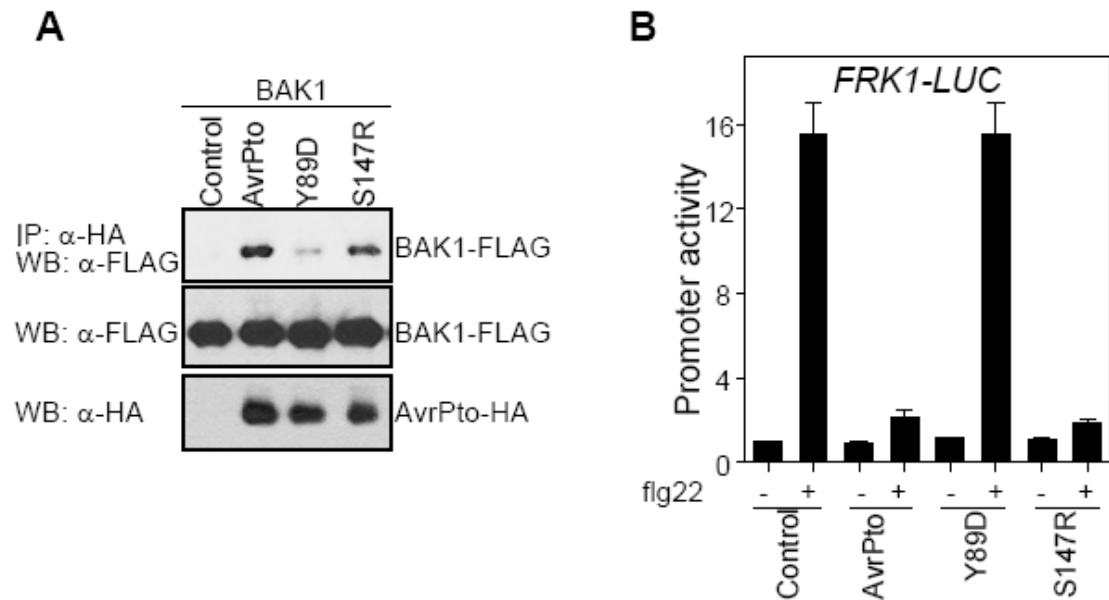 A
BAK1
Control
AvrPto
Y89D
S147R
IP: α-HA
WB: α-FLAG
BAK1-FLAG
WB: α-FLAG
BAK1-FLAG
WB: α-HA
AvrPto-HA
B
FRK1-LUC
Promoter activity
16
12
8
4
0
flg22
- + - + - + - +
Control
AvrPto
Y89D
S147R